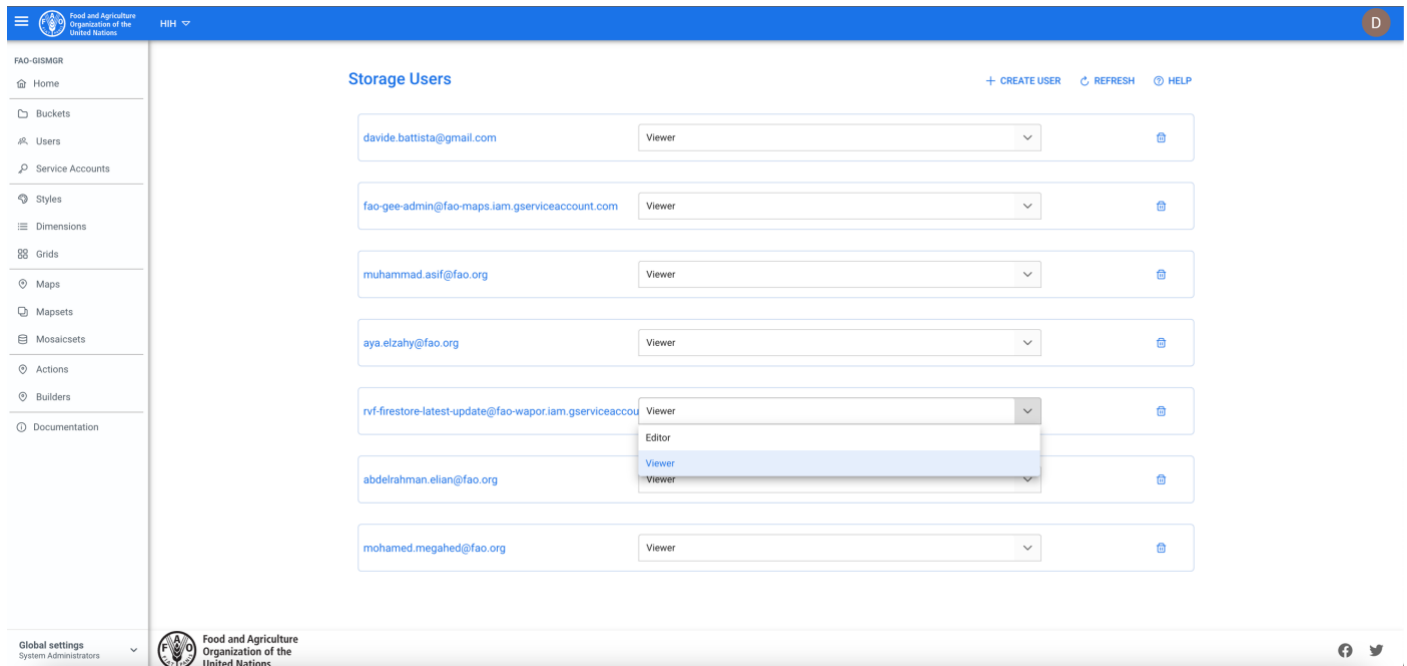 Food and Agriculture
Organization of the
United Nations
HIH
D
FAO-GISMGR
Home
Buckets
Users
Service Accounts
Styles
Dimensions
Grids
Maps
Mapsets
Mosaicsets
Actions
Builders
Documentation
Global settings
System Administrators
Storage Users
CREATE USER
REFRESH
HELP
davide.battista@gmail.com
Viewer
fao-gee-admin@fao-maps.iam.gserviceaccount.com
Viewer
muhammad.asif@fao.org
Viewer
aya.elzahy@fao.org
Viewer
rvf-firestore-latest-update@fao-wapor.iam.gserviceaccou
Viewer
Editor
Viewer
abdelrahman.elian@fao.org
Viewer
mohamed.megahed@fao.org
Viewer
Food and Agriculture
Organization of the
United Nations